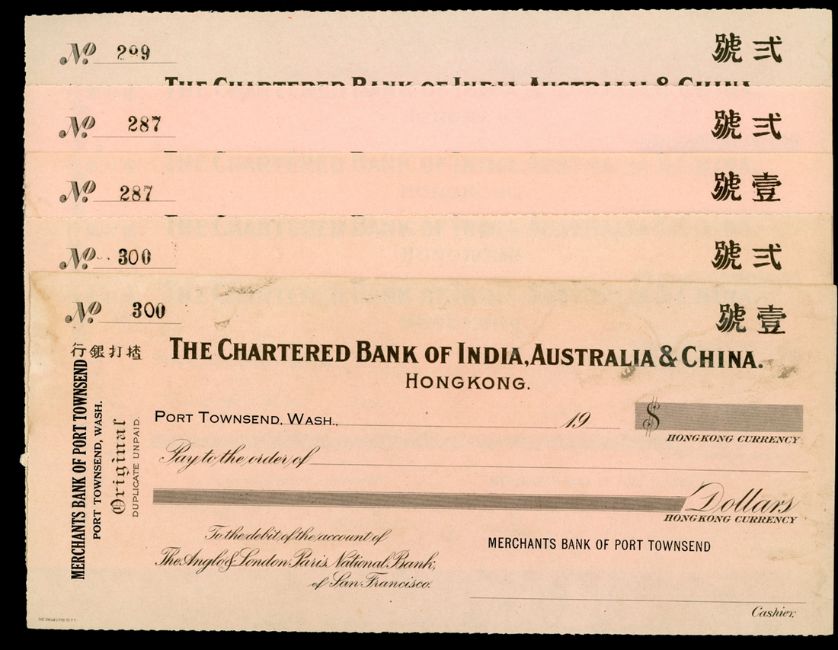 No 299 號弍
THE CHARTERED BANK OF INDIA, AUSTRALIA & CHINA.
No 287 號弍
No 287 號壹
No 300 號弍
No 300 號壹
行銀打㨋
THE CHARTERED BANK OF INDIA, AUSTRALIA & CHINA.
HONGKONG.
MERCHANTS BANK OF PORT TOWNSEND
PORT TOWNSEND, WASH.
Original
DUPLICATE UNPAID.
PORT TOWNSEND, WASH., 19 $
HONGKONG CURRENCY
Pay to the order of
Dollars
HONGKONG CURRENCY
To the debit of the account of
The Anglo & London Paris National Bank,
of San Francisco.
MERCHANTS BANK OF PORT TOWNSEND
Cashier.